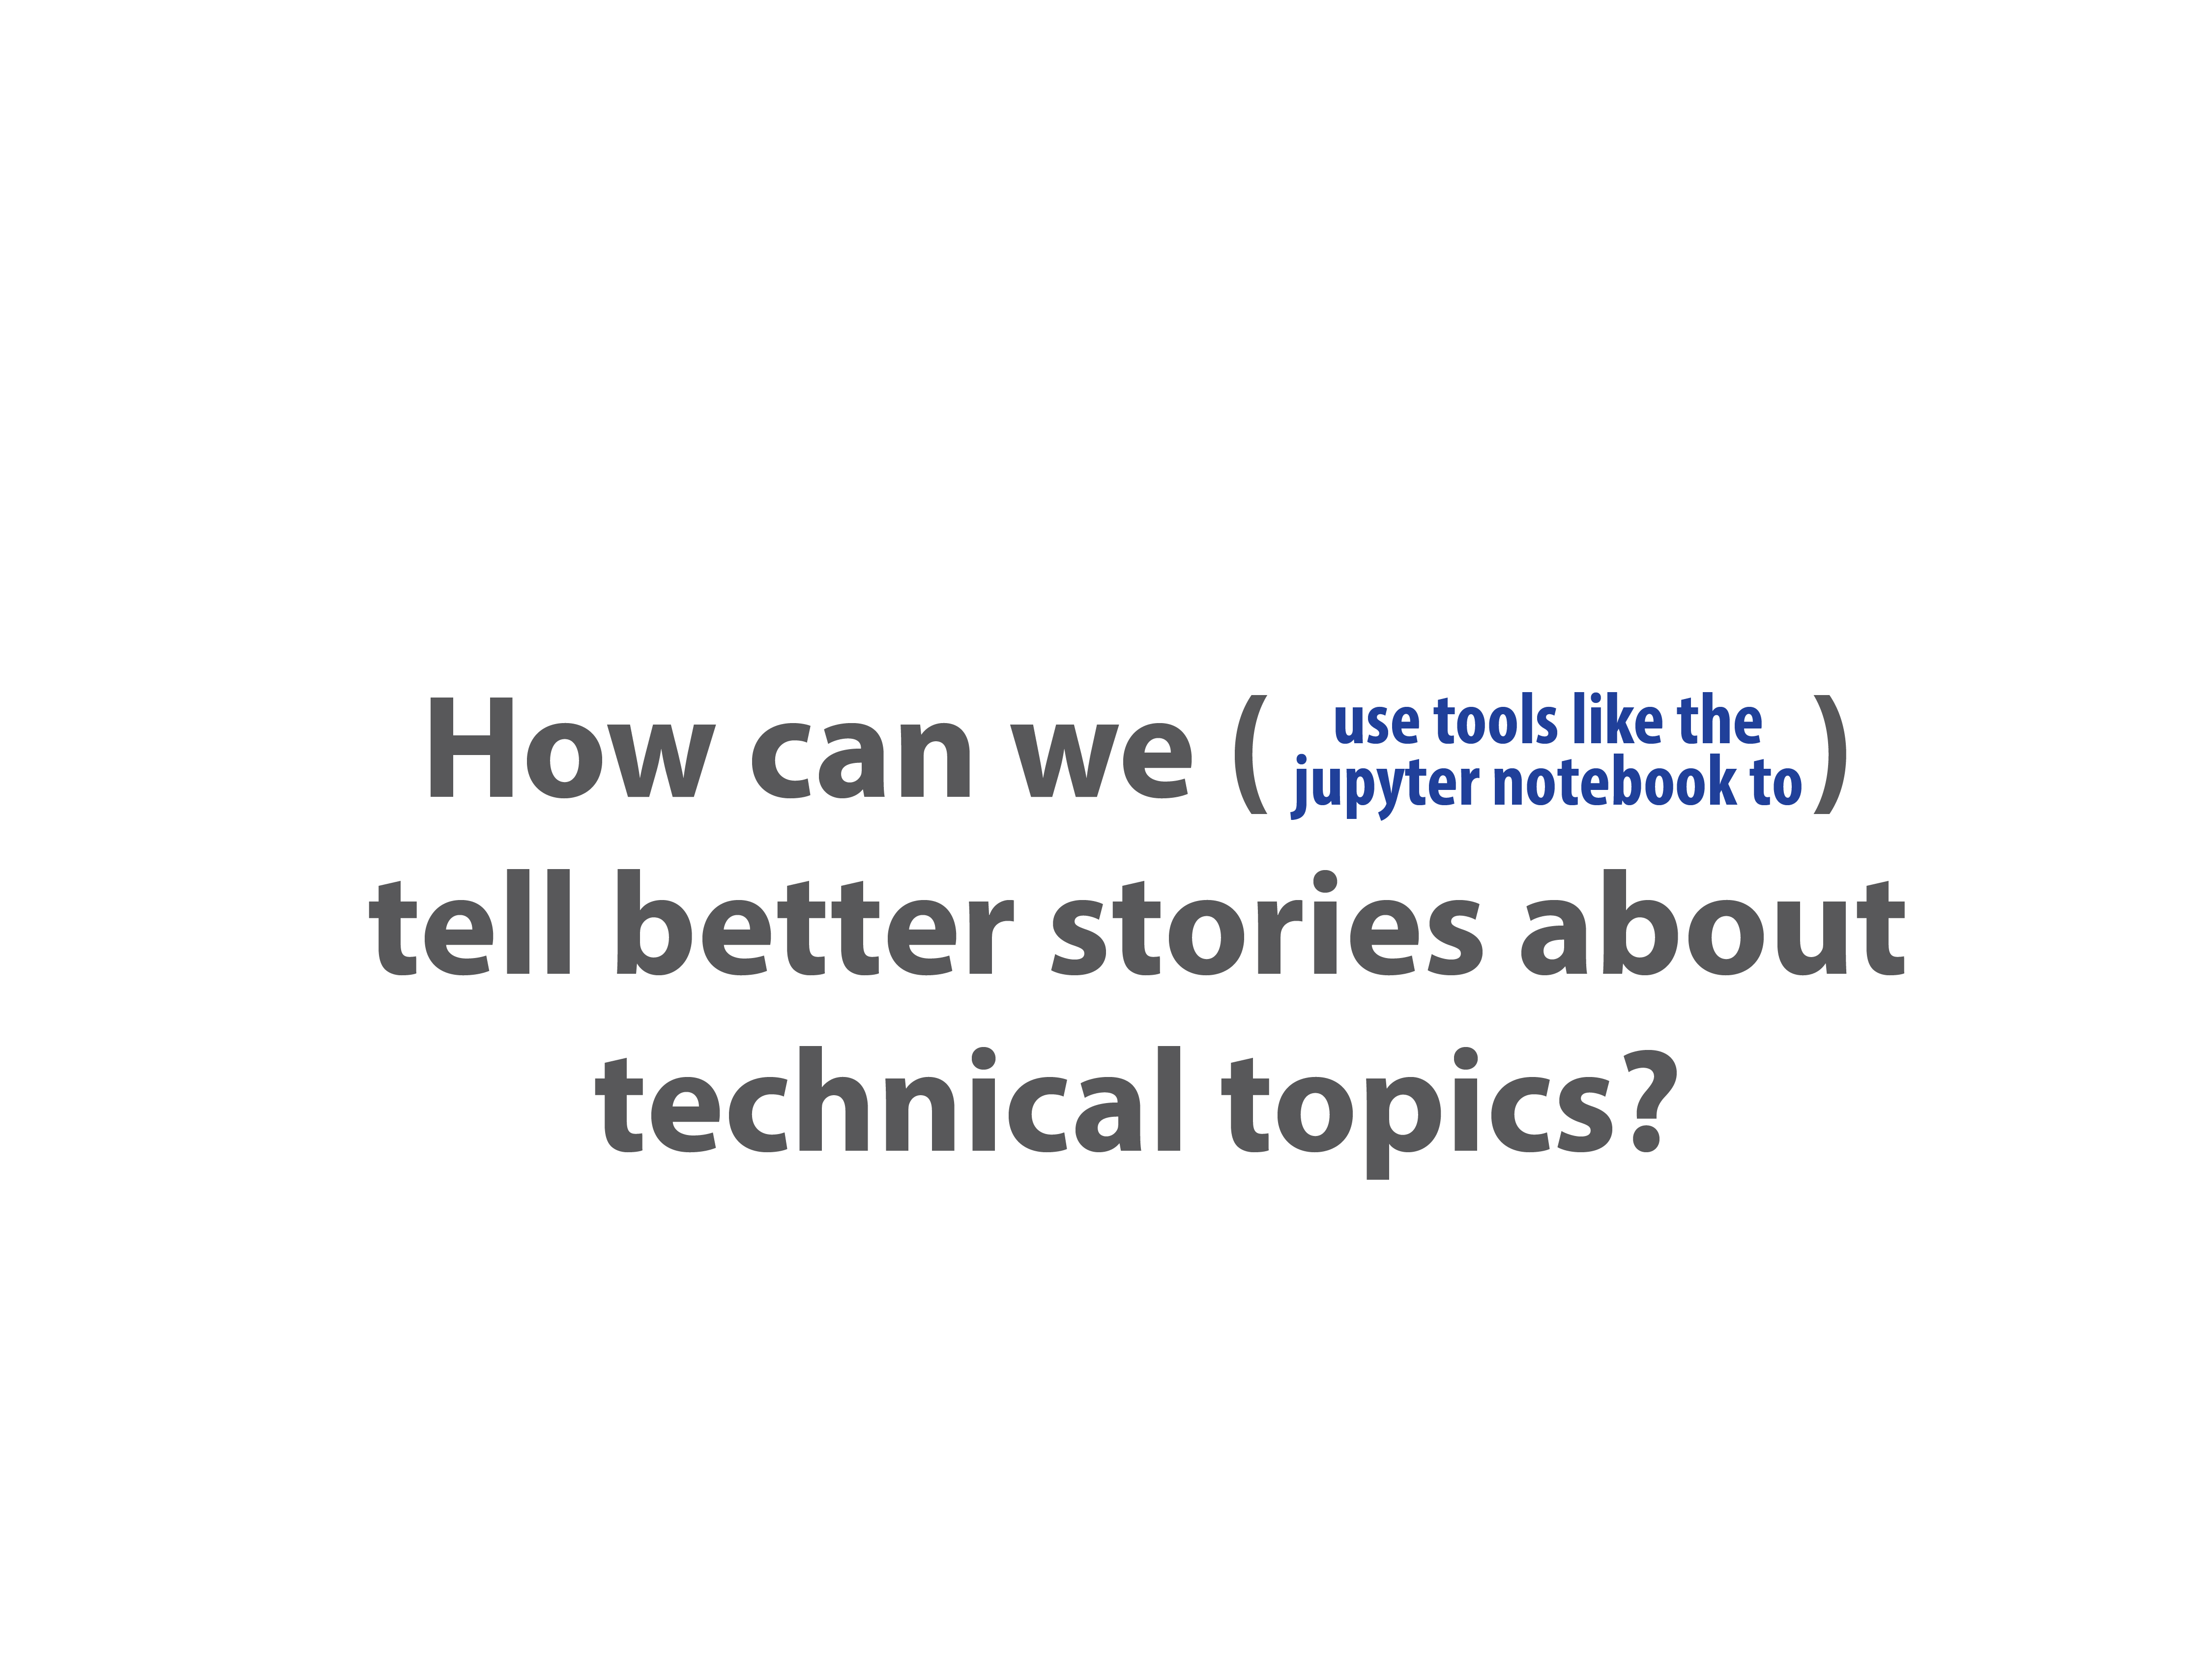 How can we ( use tools like the
jupyter notebook to )
tell better stories about
technical topics?